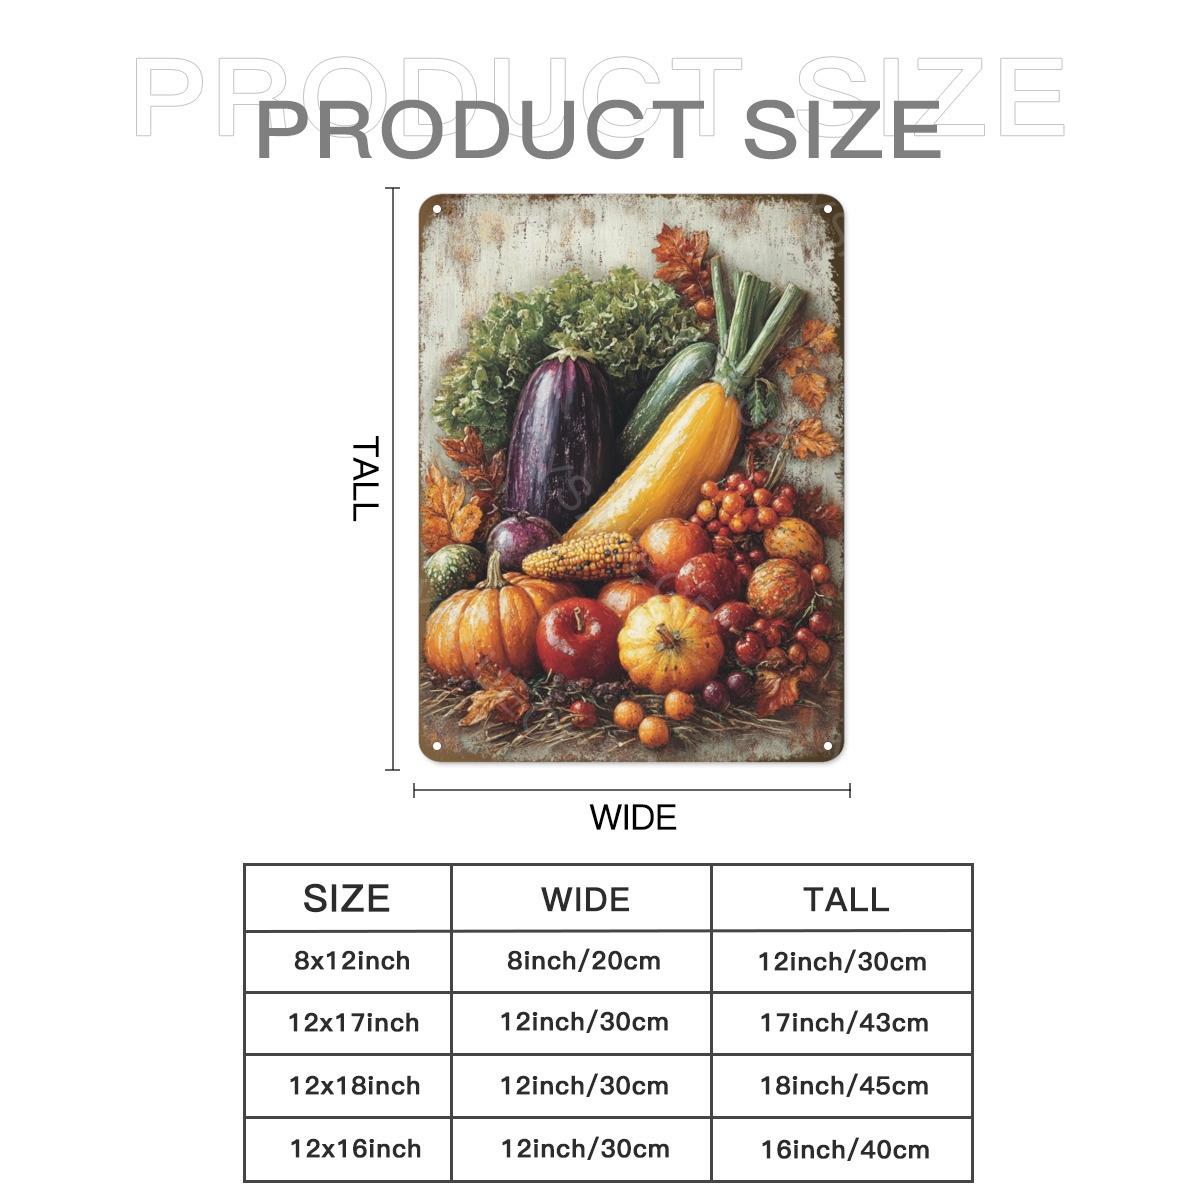 PRODUCT SIZE
PRODUCT SIZE
TALL
WIDE
SIZE WIDE TALL
8x12inch 8inch/20cm 12inch/30cm
12x17inch 12inch/30cm 17inch/43cm
12x18inch 12inch/30cm 18inch/45cm
12x16inch 12inch/30cm 16inch/40cm